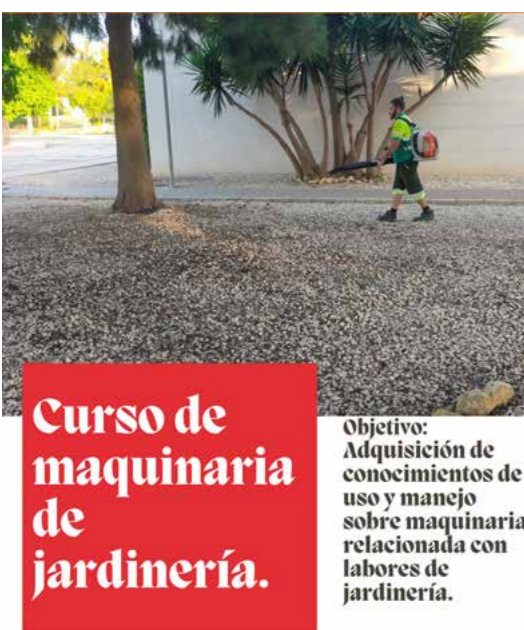 Curso de
maquinaria
de
jardinería.
Objetivo:
Adquisición de
conocimientos de
uso y manejo
sobre maquinaria
relacionada con
labores de
jardinería.